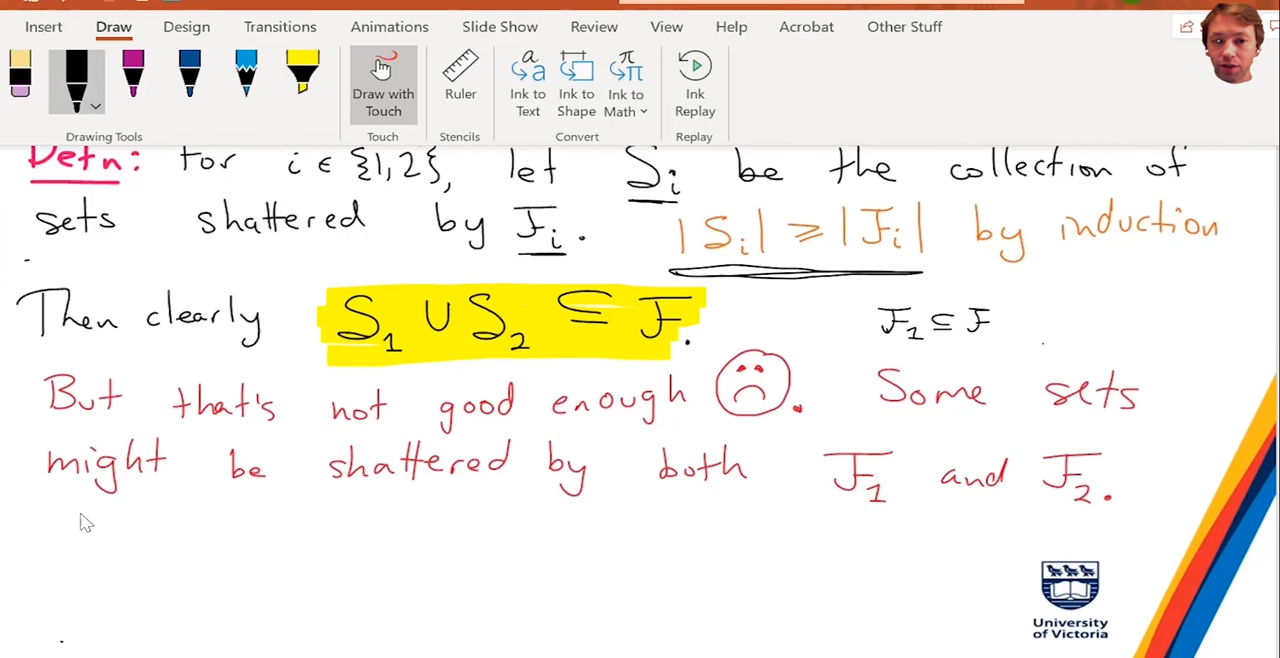 Insert Draw Design Transitions Animations Slide Show Review View Help Acrobat Other Stuff
Draw with Touch
Ruler
Ink to Text
Ink to Shape
Ink to Math
Ink Replay
Drawing Tools Touch Stencils Convert Replay
Defn: For i ∈ {1,2}, let S_i be the collection of
sets shattered by F_i. |S_i| ≥ |F_i| by induction
Then clearly S_1 ∪ S_2 ⊆ F. F_1 ⊆ F
But that's not good enough ☹. Some sets
might be shattered by both F_1 and F_2.
University
of Victoria